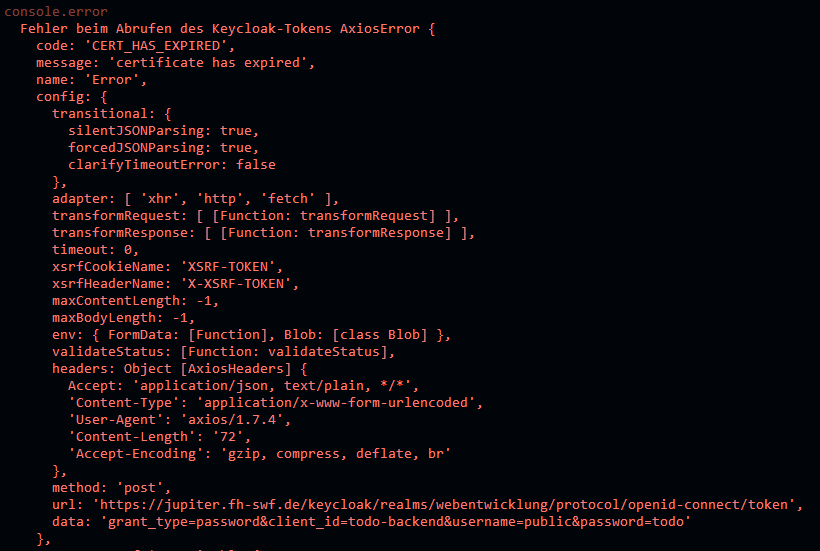 console.error
Fehler beim Abrufen des Keycloak-Tokens AxiosError {
code: 'CERT_HAS_EXPIRED',
message: 'certificate has expired',
name: 'Error',
config: {
transitional: {
silentJSONParsing: true,
forcedJSONParsing: true,
clarifyTimeoutError: false
},
adapter: [ 'xhr', 'http', 'fetch' ],
transformRequest: [ [Function: transformRequest] ],
transformResponse: [ [Function: transformResponse] ],
timeout: 0,
xsrfCookieName: 'XSRF-TOKEN',
xsrfHeaderName: 'X-XSRF-TOKEN',
maxContentLength: -1,
maxBodyLength: -1,
env: { FormData: [Function], Blob: [class Blob] },
validateStatus: [Function: validateStatus],
headers: Object [AxiosHeaders] {
Accept: 'application/json, text/plain, */*',
'Content-Type': 'application/x-www-form-urlencoded',
'User-Agent': 'axios/1.7.4',
'Content-Length': '72',
'Accept-Encoding': 'gzip, compress, deflate, br'
},
method: 'post',
url: 'https://jupiter.fh-swf.de/keycloak/realms/webentwicklung/protocol/openid-connect/token',
data: 'grant_type=password&client_id=todo-backend&username=public&password=todo'
},